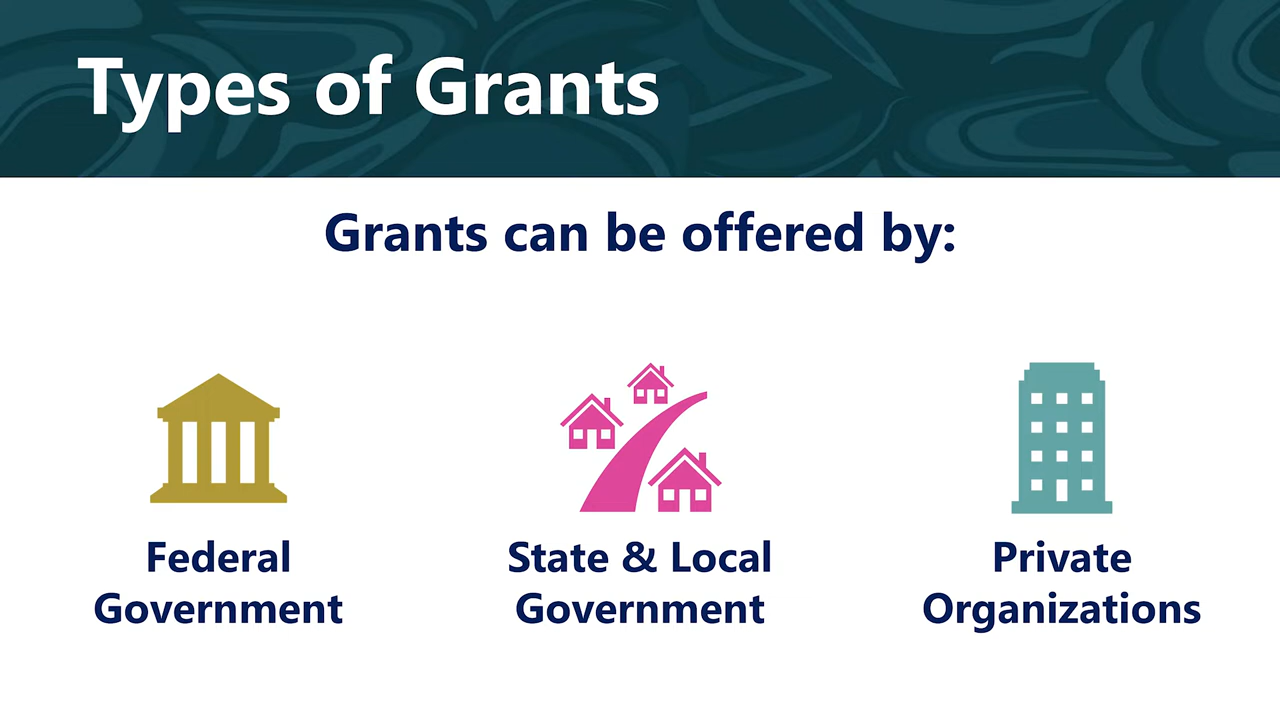 Types of Grants
Grants can be offered by:
Federal
Government
State & Local
Government
Private
Organizations